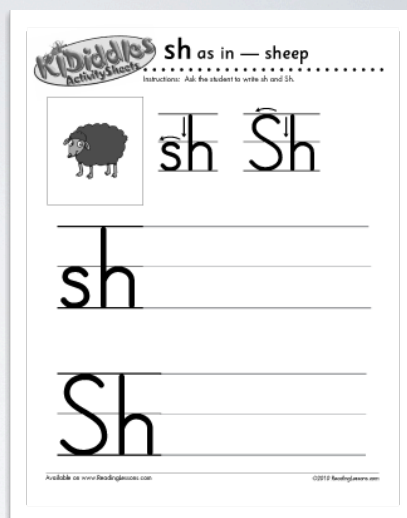 KiDiddles
ActivitySheets
sh as in — sheep
Instructions: Ask the student to write sh and Sh.
sh Sh
sh
Sh
Available on www.ReadingLessons.com ©2010 ReadingLessons.com